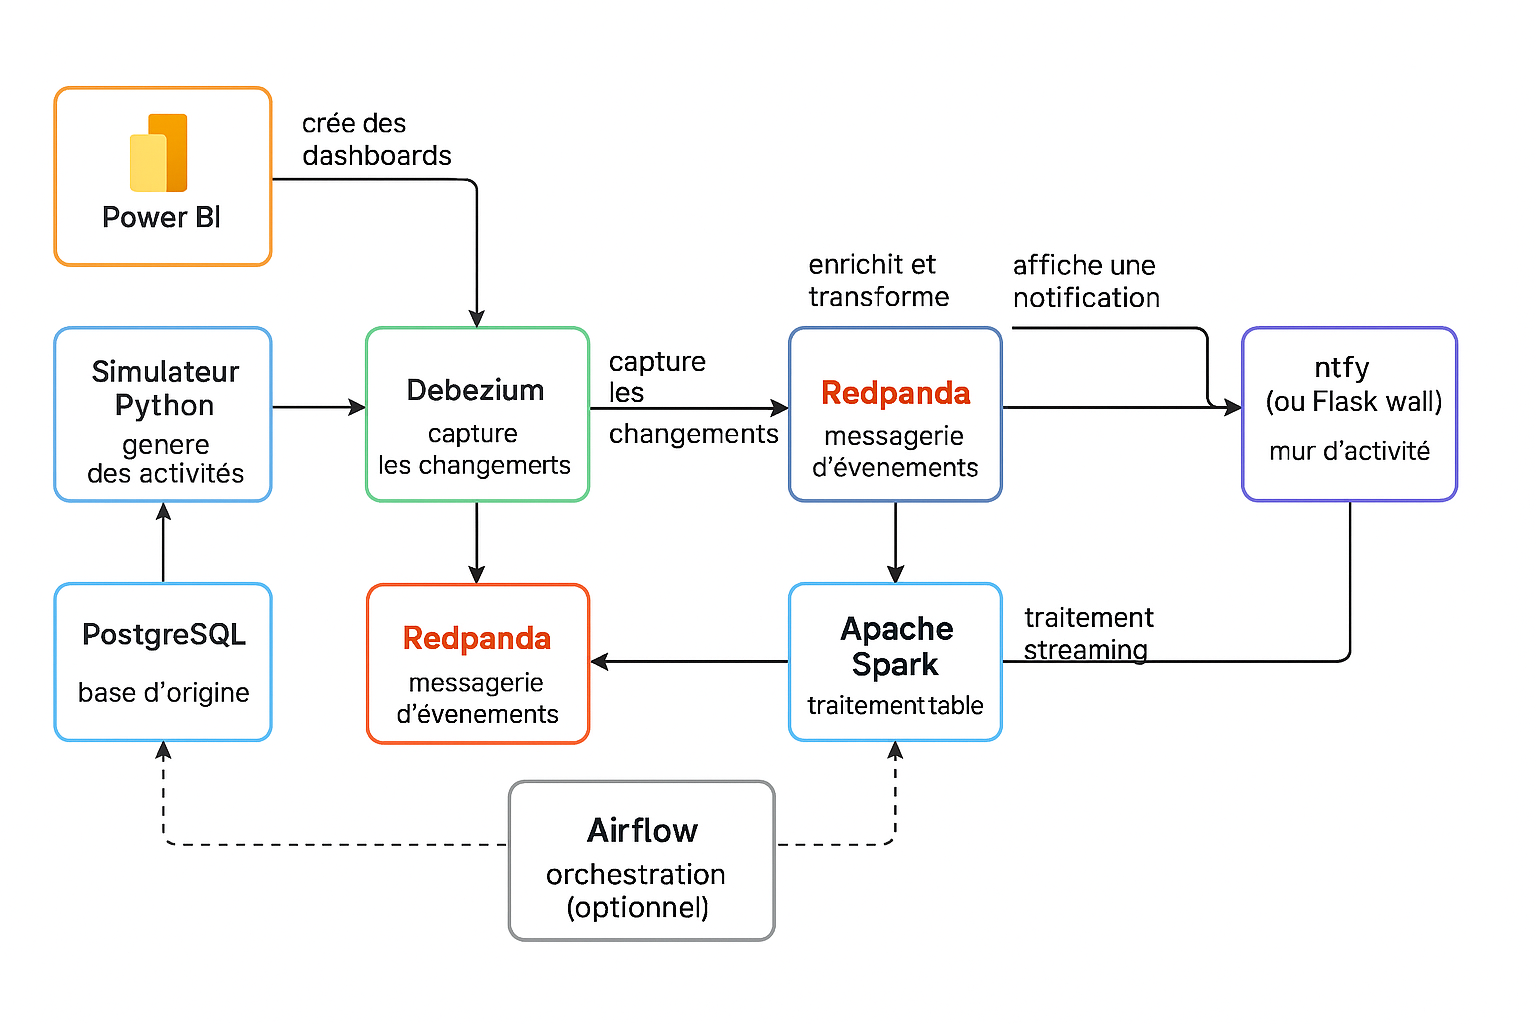 crée des
dashboards
Power BI
enrichit et
transforme
affiche une
notification
Simulateur
Python
genere
des activités
Debezium
capture
les changemerts
capture
les
changements
Redpanda
messagerie
d'évenements
ntfy
(ou Flask wall)
mur d'activité
PostgreSQL
base d'origine
Redpanda
messagerie
d'évenements
Apache
Spark
traitement table
traitement
streaming
Airflow
orchestration
(optionnel)